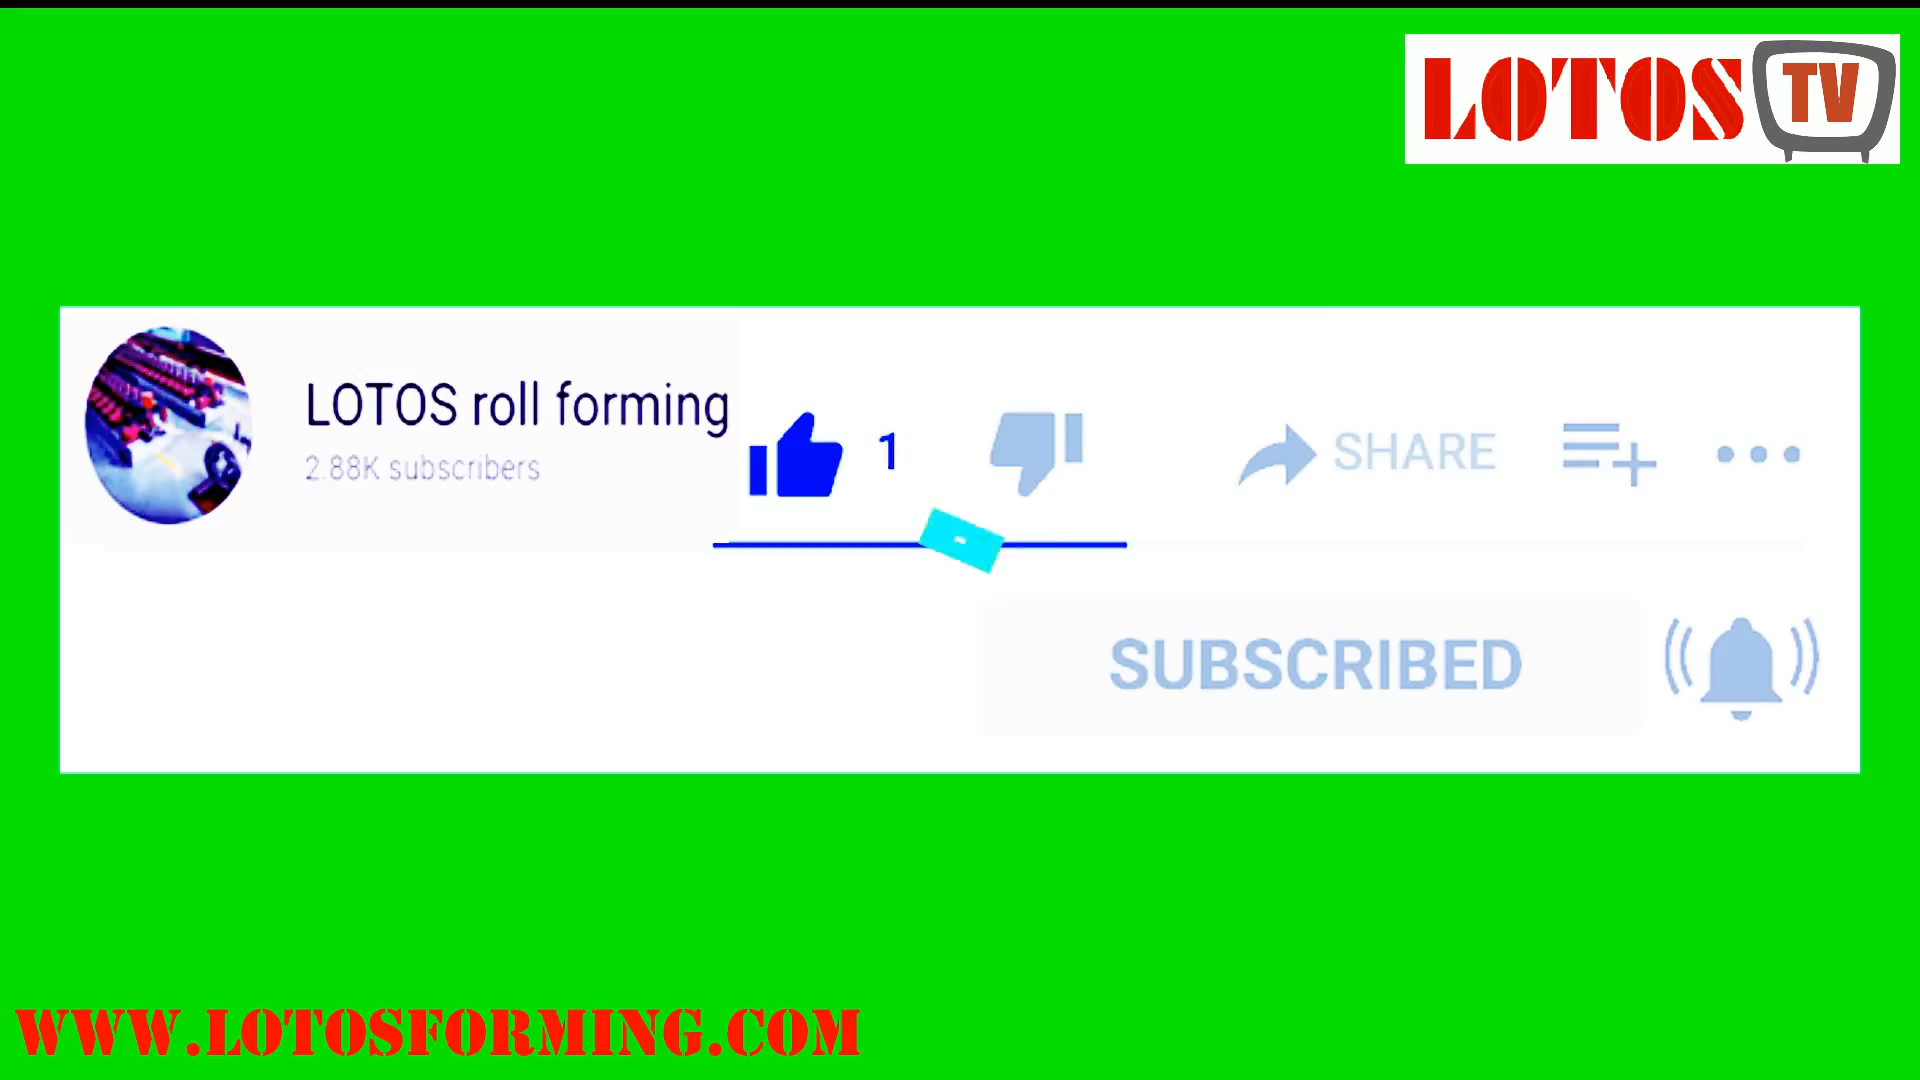 LOTOS TV
LOTOS roll forming
2.88K subscribers
1
SHARE
SUBSCRIBED
WWW.LOTOSFORMING.COM